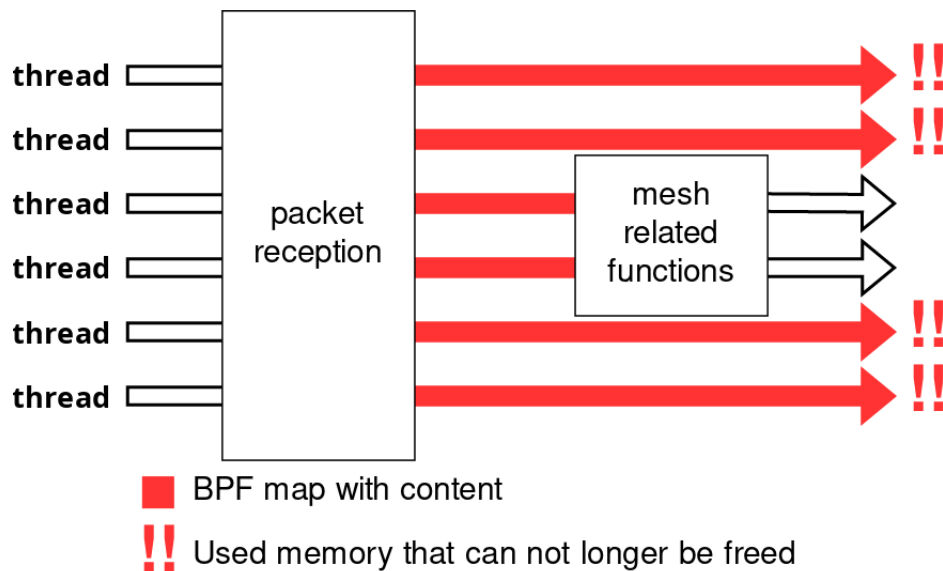 thread
!!
thread
!!
thread
thread
thread
!!
thread
!!
packet
reception
mesh
related
functions
BPF map with content
!! Used memory that can not longer be freed